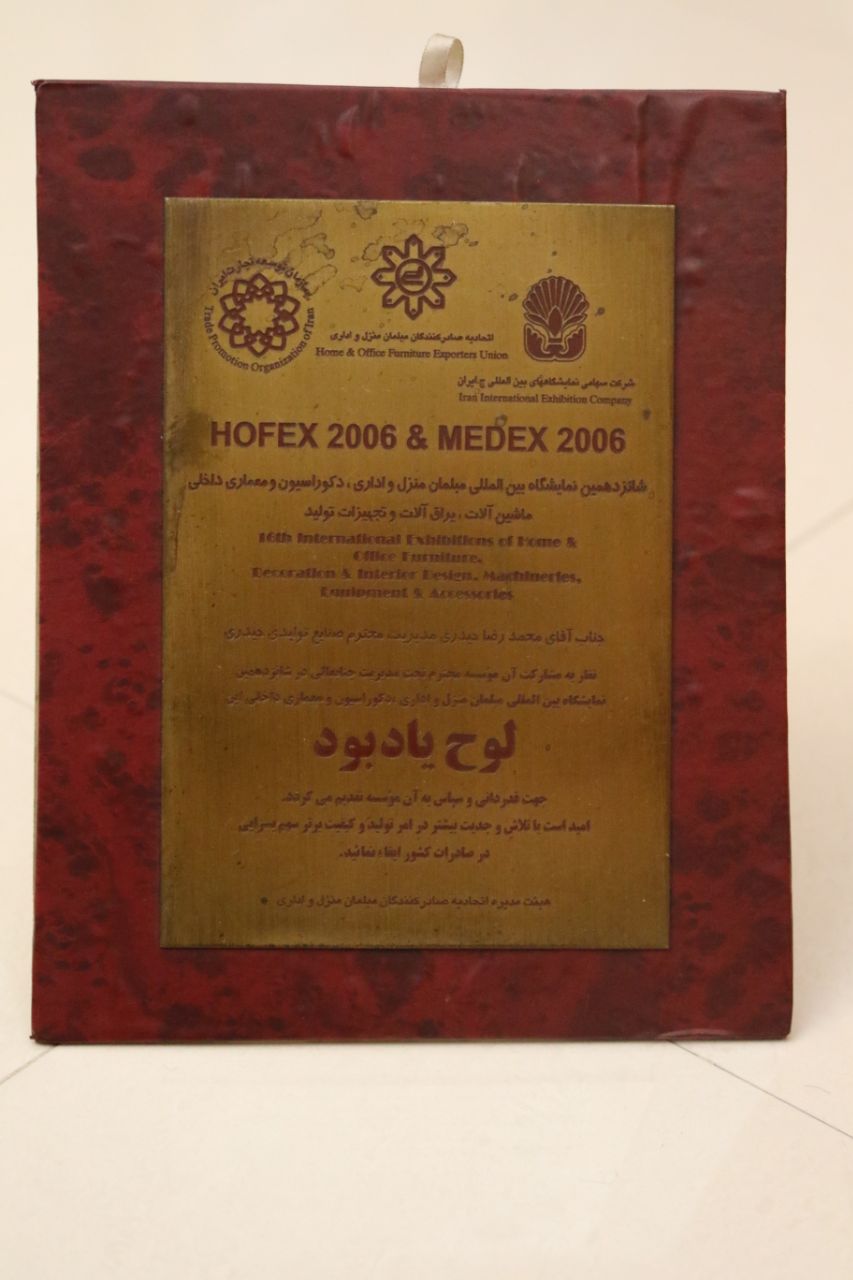 سازمان توسعه تجارت ایران
Trade Promotion Organization of Iran
اتحادیه صادرکنندگان مبلمان منزل و اداری
Home & Office Furniture Exporters Union
شرکت سهامی نمایشگاههای بین المللی ج.ایران
Iran International Exhibition Company
HOFEX 2006 & MEDEX 2006
شانزدهمین نمایشگاه بین المللی مبلمان منزل و اداری ، دکوراسیون و معماری داخلی
ماشین آلات ، یراق آلات و تجهیزات تولید
16th International Exhibitions of Home &
Office Furniture,
Decoration & Interior Design, Machineries,
Equipment & Accessories
جناب آقای محمد رضا حیدری مدیریت محترم صنایع تولیدی حیدری
نظر به مشارکت آن مؤسسه محترم تحت مدیریت جنابعالی در شانزدهمین
نمایشگاه بین المللی مبلمان منزل و اداری ،دکوراسیون و معماری داخلی این
لوح یادبود
جهت قدردانی و سپاس به آن مؤسسه تقدیم می گردد.
امید است با تلاش و جدیت بیشتر در امر تولید و کیفیت برتر سهم بسزایی
در صادرات کشور ایفاء نمائید.
هیئت مدیره اتحادیه صادرکنندگان مبلمان منزل و اداری